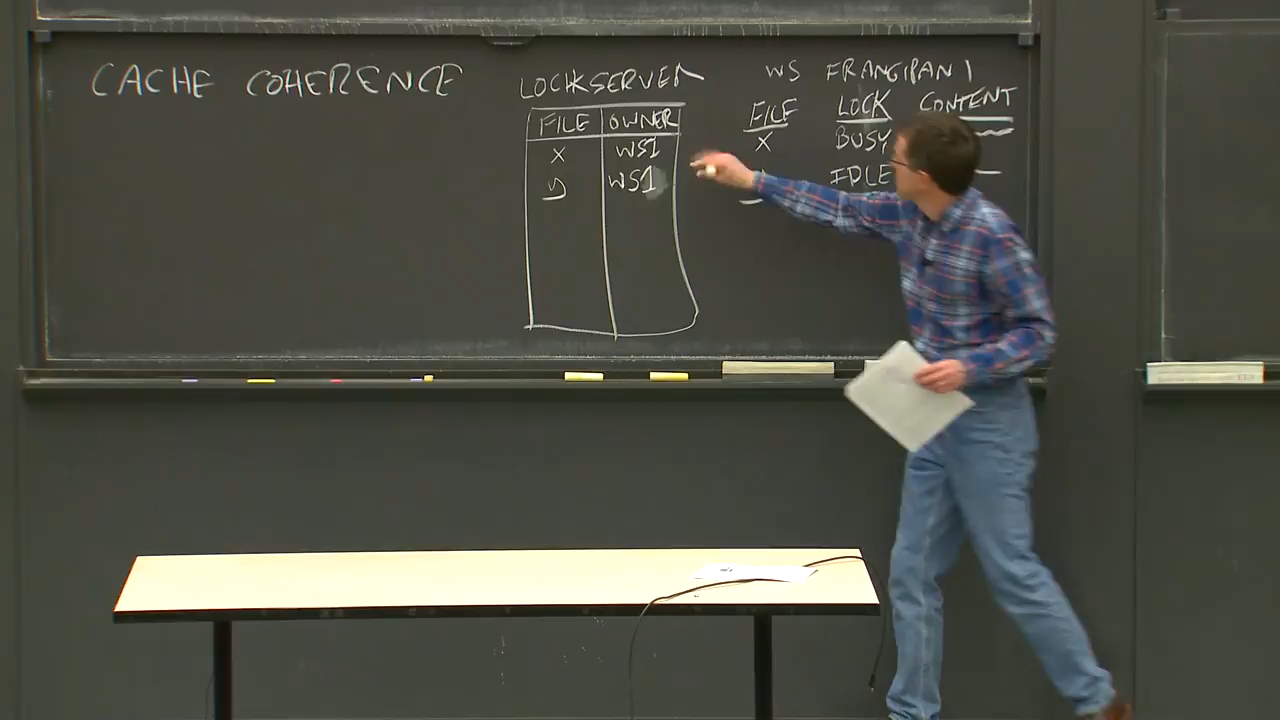 CACHE COHERENCE
LOCKSERVER
FILE OWNER
X WS1
y WS1
WS FRANGIPANI
FILE LOCK CONTENT
X BUSY
IDLE